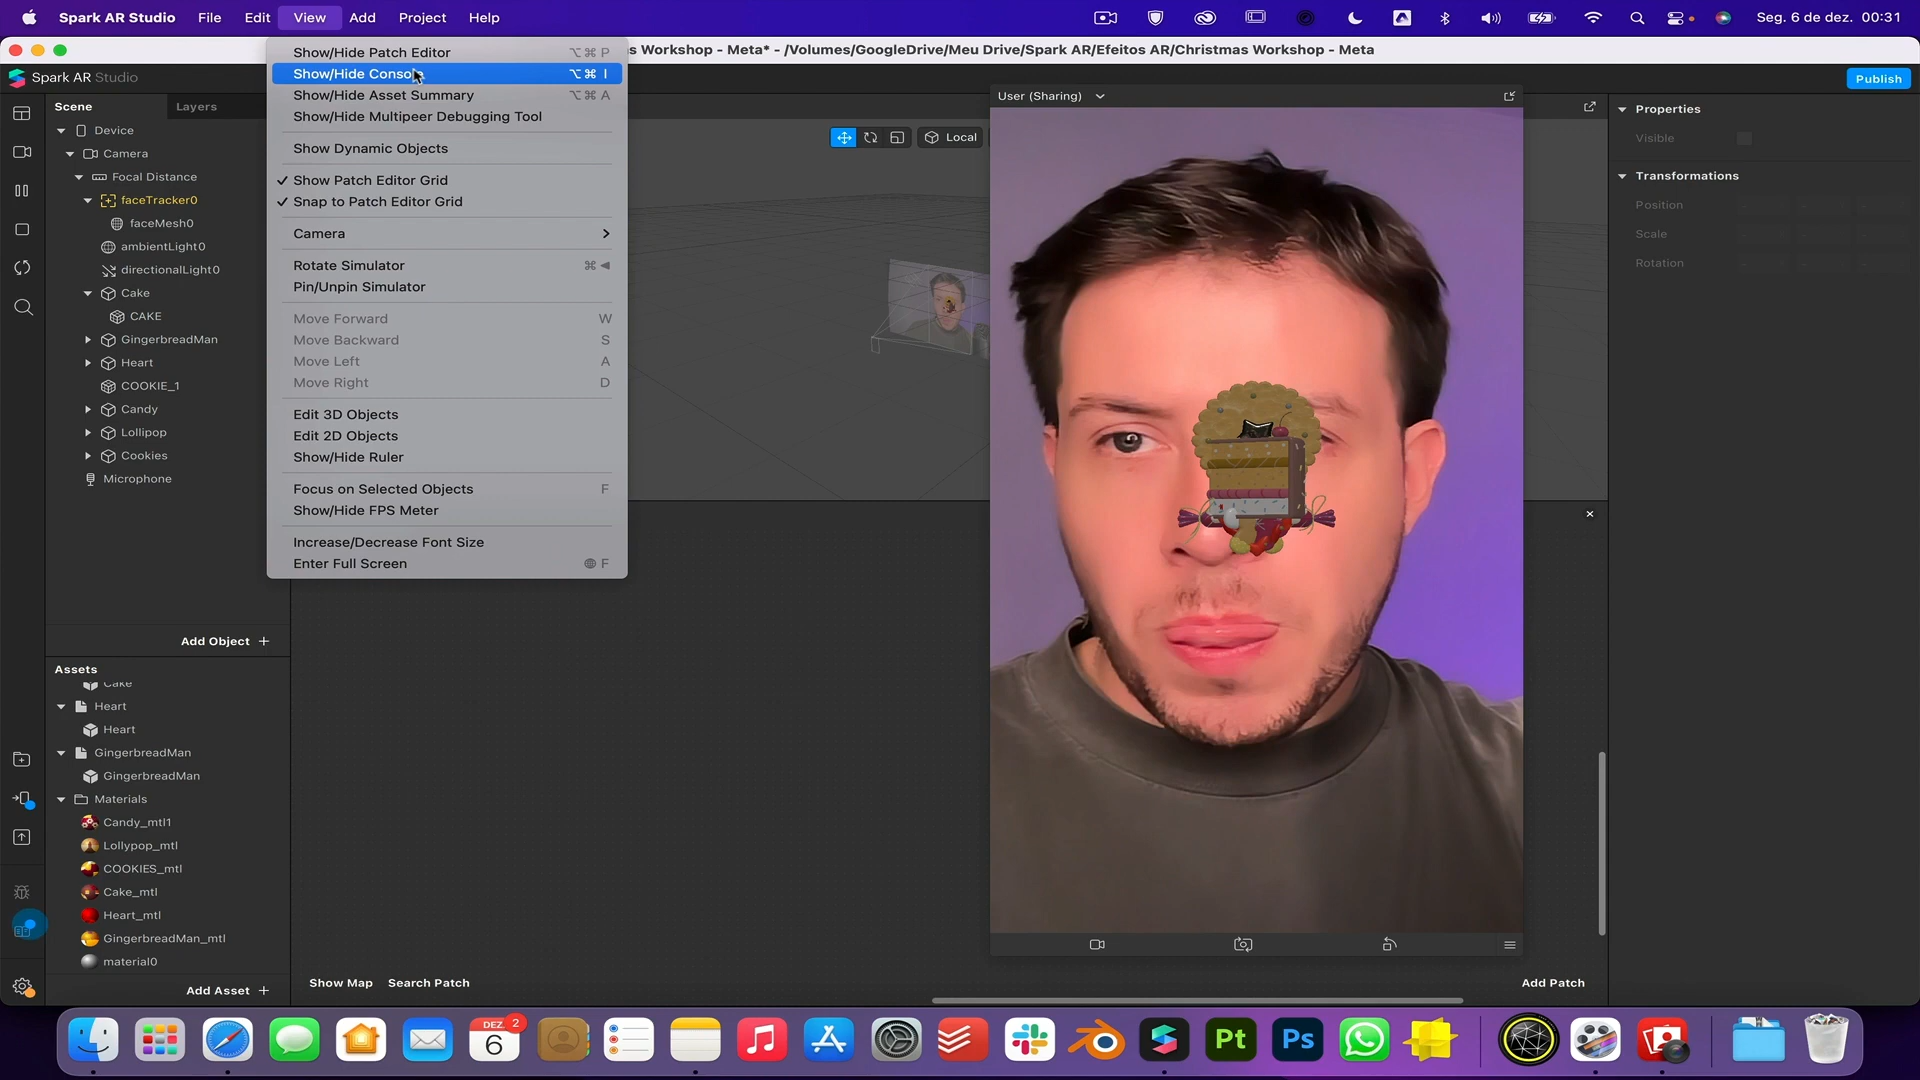 Spark AR Studio File Edit View Add Project Help Seg. 6 de dez. 00:31
s Workshop - Meta* - /Volumes/GoogleDrive/Meu Drive/Spark AR/Efeitos AR/Christmas Workshop - Meta
Spark AR Studio
Publish
Scene Layers
Device
Camera
Focal Distance
faceTracker0
faceMesh0
ambientLight0
directionalLight0
Cake
CAKE
GingerbreadMan
Heart
COOKIE_1
Candy
Lollipop
Cookies
Microphone
Add Object +
Assets
Cake
Heart
Heart
GingerbreadMan
GingerbreadMan
Materials
Candy_mtl1
Lollypop_mtl
COOKIES_mtl
Cake_mtl
Heart_mtl
GingerbreadMan_mtl
material0
Add Asset +
Show/Hide Patch Editor ⌥⌘ P
Show/Hide Console ⌥⌘ I
Show/Hide Asset Summary ⌥⌘ A
Show/Hide Multipeer Debugging Tool
Show Dynamic Objects
✓ Show Patch Editor Grid
✓ Snap to Patch Editor Grid
Camera
Rotate Simulator ⌘ ◀
Pin/Unpin Simulator
Move Forward W
Move Backward S
Move Left A
Move Right D
Edit 3D Objects
Edit 2D Objects
Show/Hide Ruler
Focus on Selected Objects F
Show/Hide FPS Meter
Increase/Decrease Font Size
Enter Full Screen F
Local
User (Sharing)
Show Map Search Patch
Add Patch
Properties
Visible
Transformations
Position
Scale
Rotation
DEZ. 2
6
Pt
Ps